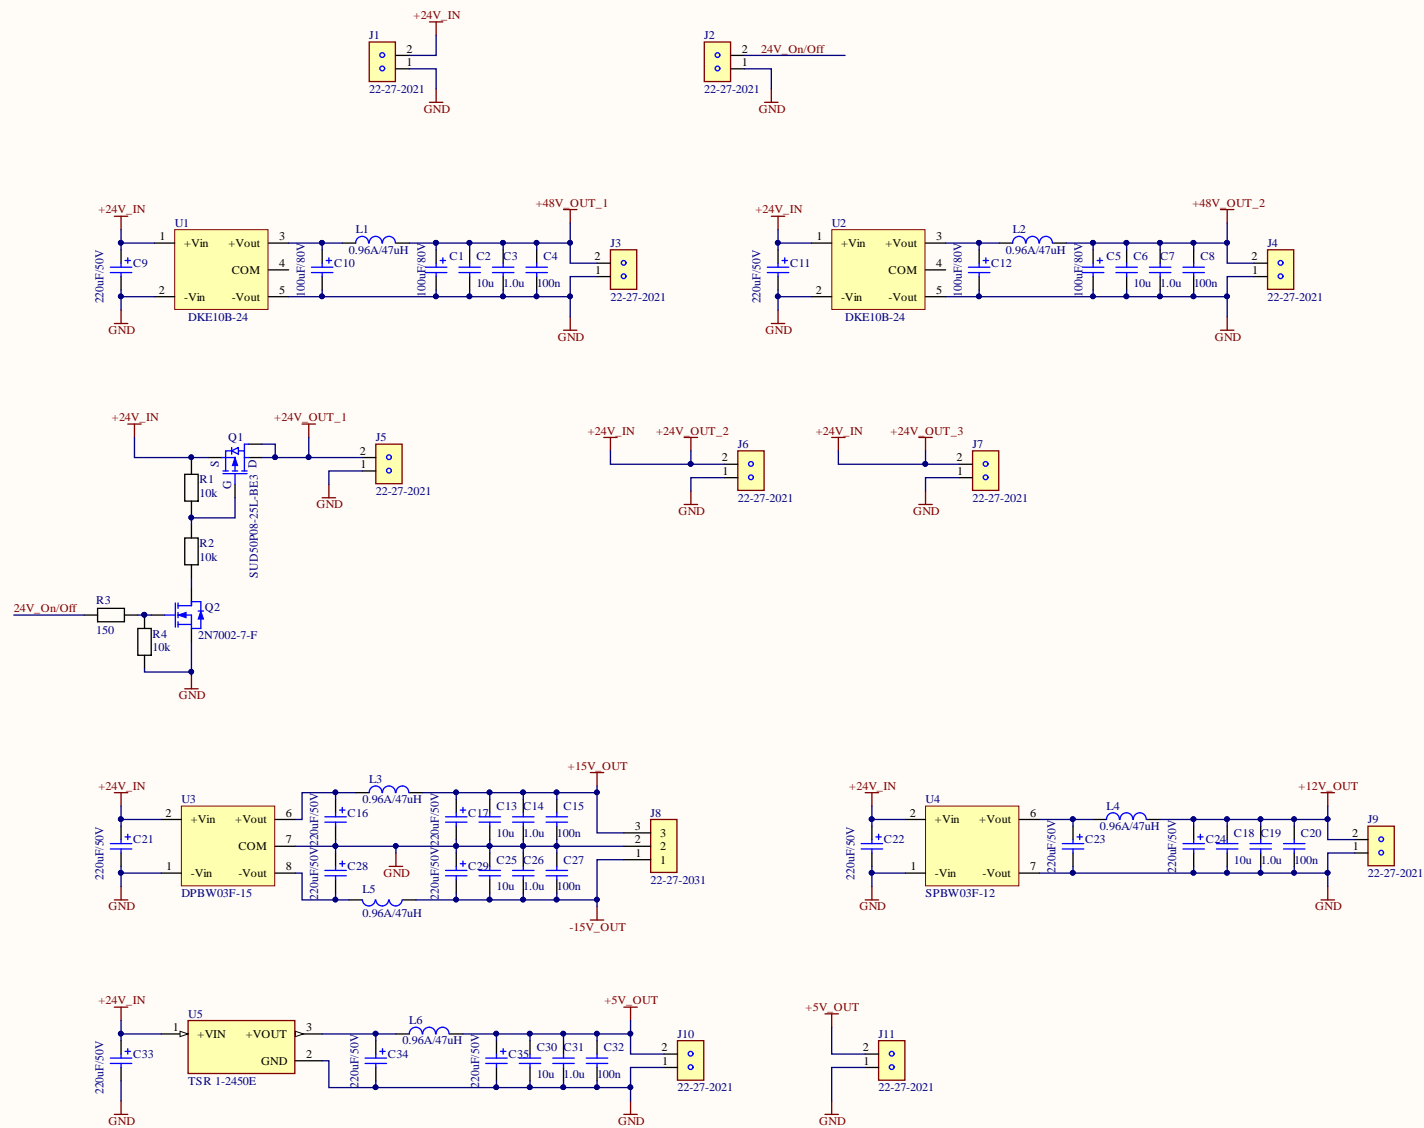 +24V_IN
J1
2
1
22-27-2021
GND
J2
2 24V_On/Off
1
22-27-2021
GND
+24V_IN
U1
1 +Vin +Vout 3
COM 4
2 -Vin -Vout 5
DKE10B-24
C9
220uF/50V
GND
C10
100uF/80V
L1
0.96A/47uH
C1
100uF/80V
C2
10u
C3
1.0u
C4
100n
+48V_OUT_1
J3
2
1
22-27-2021
GND
+24V_IN
U2
1 +Vin +Vout 3
COM 4
2 -Vin -Vout 5
DKE10B-24
C11
220uF/50V
GND
C12
100uF/80V
L2
0.96A/47uH
C5
100uF/80V
C6
10u
C7
1.0u
C8
100n
+48V_OUT_2
J4
2
1
22-27-2021
GND
+24V_IN
Q1
S
D
G
SUD50P08-25L-BE3
+24V_OUT_1
J5
2
1
22-27-2021
GND
R1
10k
R2
10k
24V_On/Off
R3
150
R4
10k
Q2
2N7002-7-F
GND
+24V_IN
+24V_OUT_2
J6
2
1
22-27-2021
GND
+24V_IN
+24V_OUT_3
J7
2
1
22-27-2021
GND
+24V_IN
U3
2 +Vin +Vout 6
COM 7
1 -Vin -Vout 8
DPBW03F-15
C21
220uF/50V
GND
C16
220uF/50V
C28
220uF/50V
L3
0.96A/47uH
L5
0.96A/47uH
GND
C17
220uF/50V
C13
10u
C14
1.0u
C15
100n
C29
220uF/50V
C25
10u
C26
1.0u
C27
100n
+15V_OUT
-15V_OUT
J8
3 3
2 2
1 1
22-27-2031
+24V_IN
U4
2 +Vin +Vout 6
1 -Vin -Vout 7
SPBW03F-12
C22
220uF/50V
GND
C23
220uF/50V
L4
0.96A/47uH
C24
220uF/50V
C18
10u
C19
1.0u
C20
100n
+12V_OUT
J9
2
1
22-27-2021
GND
+24V_IN
U5
1 +VIN +VOUT 3
GND 2
TSR 1-2450E
C33
220uF/50V
GND
C34
220uF/50V
L6
0.96A/47uH
C35
220uF/50V
C30
10u
C31
1.0u
C32
100n
+5V_OUT
J10
2
1
22-27-2021
GND
+5V_OUT
J11
2
1
22-27-2021
GND